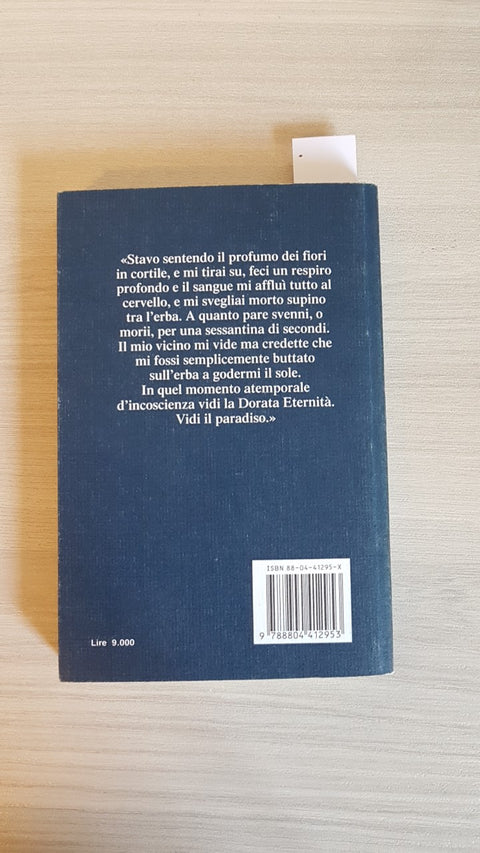 «Stavo sentendo il profumo dei fiori
in cortile, e mi tirai su, feci un respiro
profondo e il sangue mi affluì tutto al
cervello, e mi svegliai morto supino
tra l'erba. A quanto pare svenni, o
morii, per una sessantina di secondi.
Il mio vicino mi vide ma credette che
mi fossi semplicemente buttato
sull'erba a godermi il sole.
In quel momento atemporale
d'incoscienza vidi la Dorata Eternità.
Vidi il paradiso.»
ISBN 88-04-41295-X
9 788804 412953
Lire 9.000